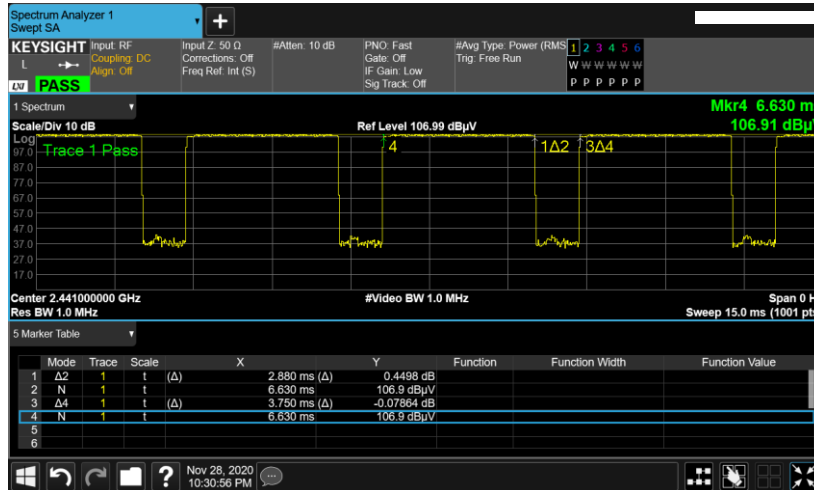 Spectrum Analyzer 1
Swept SA
+
KEYSIGHT Input: RF Input Z: 50 Ω #Atten: 10 dB PNO: Fast #Avg Type: Power (RMS 1 2 3 4 5 6
L Coupling: DC Corrections: Off Gate: Off Trig: Free Run W W W W W W
Align: Off Freq Ref: Int (S) IF Gain: Low
LXI PASS Sig Track: Off P P P P P P
1 Spectrum Mkr4 6.630 m
Scale/Div 10 dB Ref Level 106.99 dBµV 106.91 dBµV
Log
97.0 Trace 1 Pass 4 1Δ2 3Δ4
87.0
77.0
67.0
57.0
47.0
37.0
27.0
17.0
Center 2.441000000 GHz #Video BW 1.0 MHz Span 0 H
Res BW 1.0 MHz Sweep 15.0 ms (1001 pts
5 Marker Table
Mode Trace Scale X Y Function Function Width Function Value
1 Δ2 1 t (Δ) 2.880 ms (Δ) 0.4498 dB
2 N 1 t 6.630 ms 106.9 dBµV
3 Δ4 1 t (Δ) 3.750 ms (Δ) -0.07864 dB
4 N 1 t 6.630 ms 106.9 dBµV
5
6
? Nov 28, 2020
10:30:56 PM